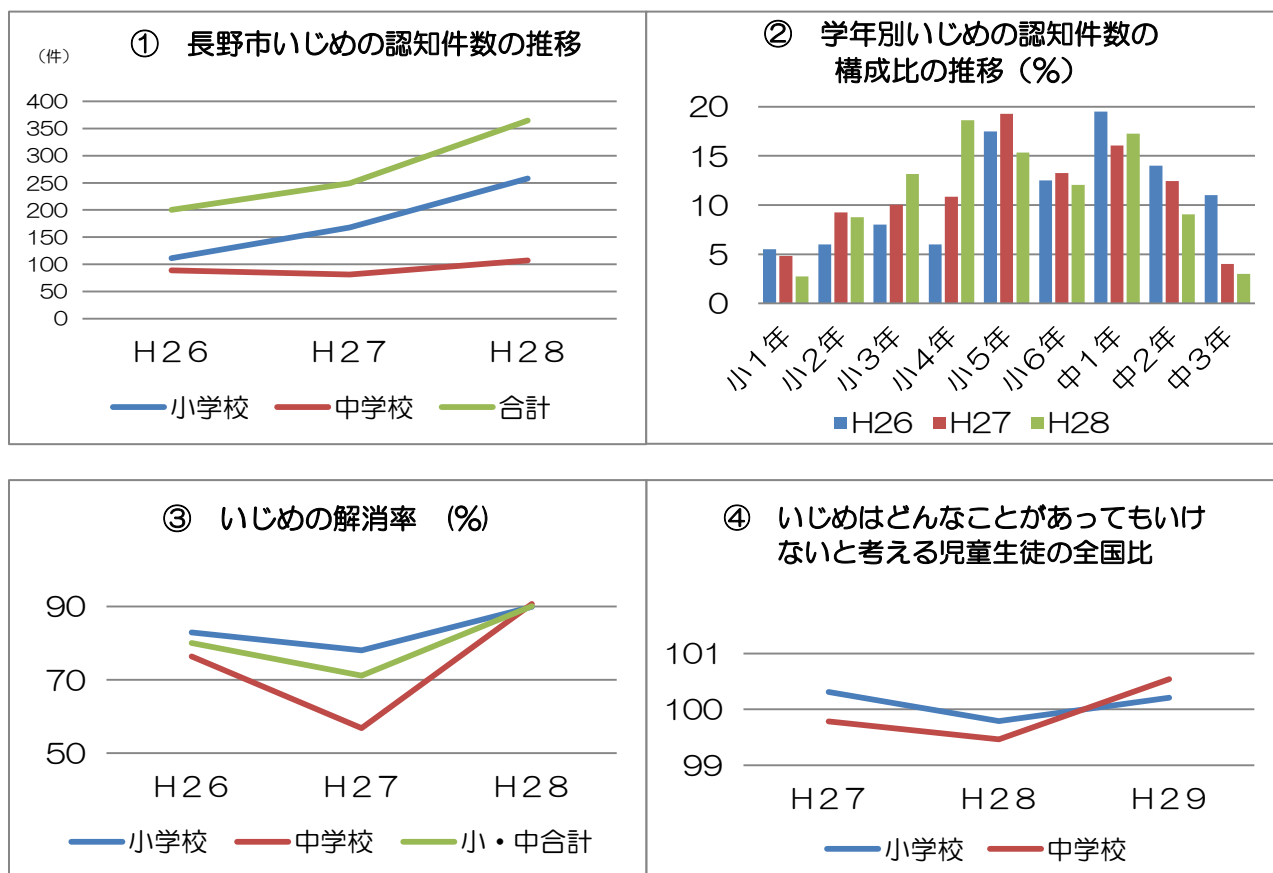 ① 長野市いじめの認知件数の推移
（件）
400
350
300
250
200
150
100
50
0
H26 H27 H28
小学校 中学校 合計
② 学年別いじめの認知件数の
構成比の推移（％）
20
15
10
5
0
小1年 小2年 小3年 小4年 小5年 小6年 中1年 中2年 中3年
H26 H27 H28
③ いじめの解消率 (%)
90
70
50
H26 H27 H28
小学校 中学校 小・中合計
④ いじめはどんなことがあってもいけ
ないと考える児童生徒の全国比
101
100
99
H27 H28 H29
小学校 中学校